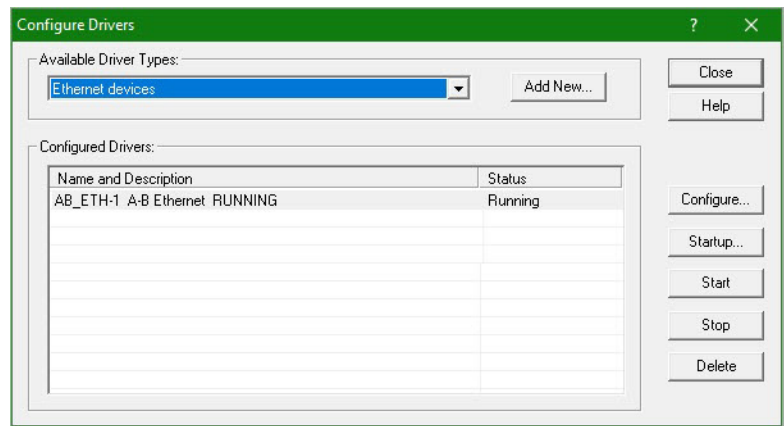 Configure Drivers
?
Available Driver Types:
Ethernet devices
Add New...
Close
Help
Configured Drivers:
Name and Description
Status
AB_ETH-1 A-B Ethernet RUNNING
Running
Configure...
Startup...
Start
Stop
Delete